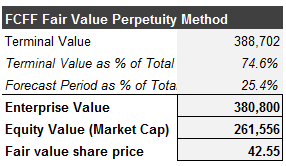 FCFF Fair Value Perpetuity Method
Terminal Value 388,702
Terminal Value as % of Total 74.6%
Forecast Period as % of Tota 25.4%
Enterprise Value 380,800
Equity Value (Market Cap) 261,556
Fair value share price 42.55